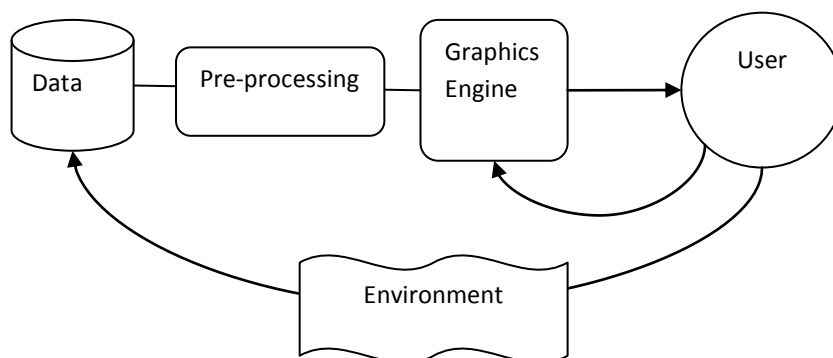 Data
Pre-processing
Graphics
Engine
User
Environment